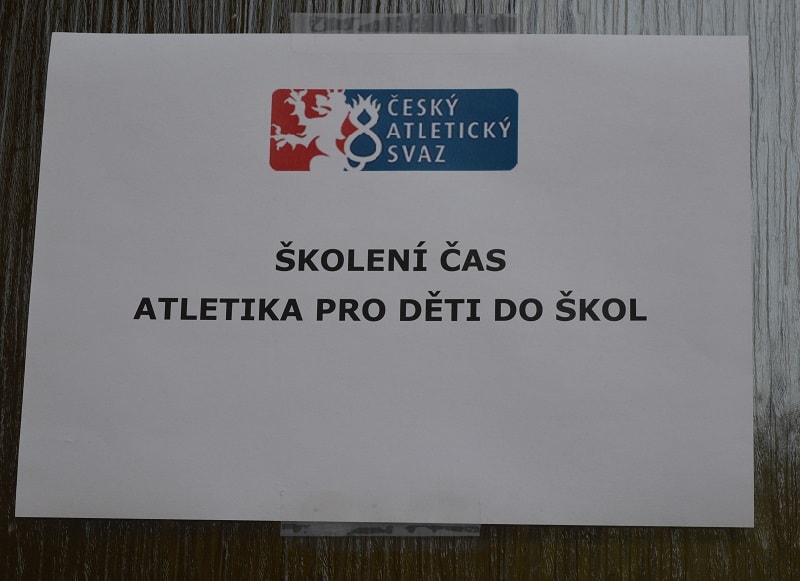 ČESKÝ
ATLETICKÝ
SVAZ
ŠKOLENÍ ČAS
ATLETIKA PRO DĚTI DO ŠKOL